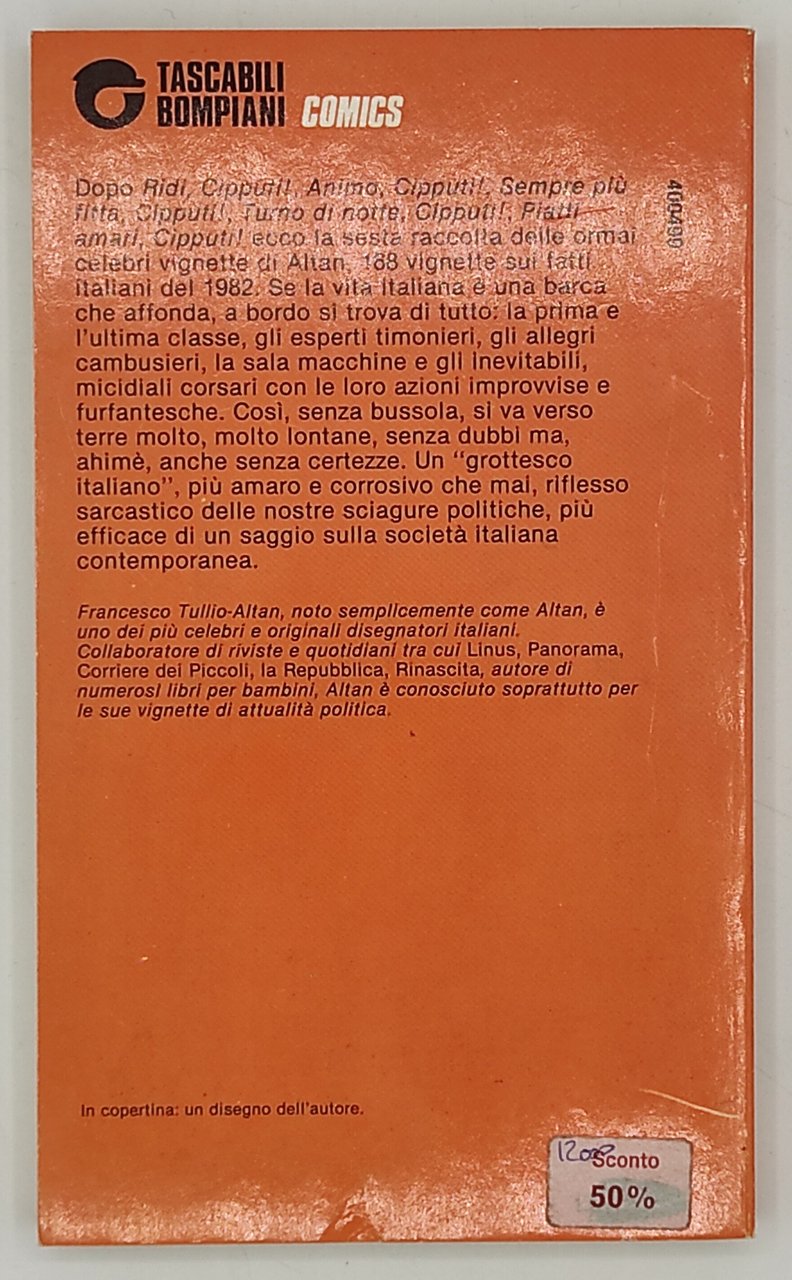 TASCABILI
BOMPIANI COMICS
Dopo Ridi, Cipputi!, Animo, Cipputi!, Sempre più
fitta, Cipputi!, Turno di notte, Cipputi!, Piatti
amari, Cipputi! ecco la sesta raccolta delle ormai
celebri vignette di Altan. 188 vignette sui fatti
italiani del 1982. Se la vita italiana è una barca
che affonda, a bordo si trova di tutto: la prima e
l'ultima classe, gli esperti timonieri, gli allegri
cambusieri, la sala macchine e gli inevitabili,
micidiali corsari con le loro azioni improvvise e
furfantesche. Così, senza bussola, si va verso
terre molto, molto lontane, senza dubbi ma,
ahimè, anche senza certezze. Un “grottesco
italiano”, più amaro e corrosivo che mai, riflesso
sarcastico delle nostre sciagure politiche, più
efficace di un saggio sulla società italiana
contemporanea.
Francesco Tullio-Altan, noto semplicemente come Altan, è
uno dei più celebri e originali disegnatori italiani.
Collaboratore di riviste e quotidiani tra cui Linus, Panorama,
Corriere dei Piccoli, la Repubblica, Rinascita, autore di
numerosi libri per bambini, Altan è conosciuto soprattutto per
le sue vignette di attualità politica.
In copertina: un disegno dell'autore.
12000
Sconto
50%